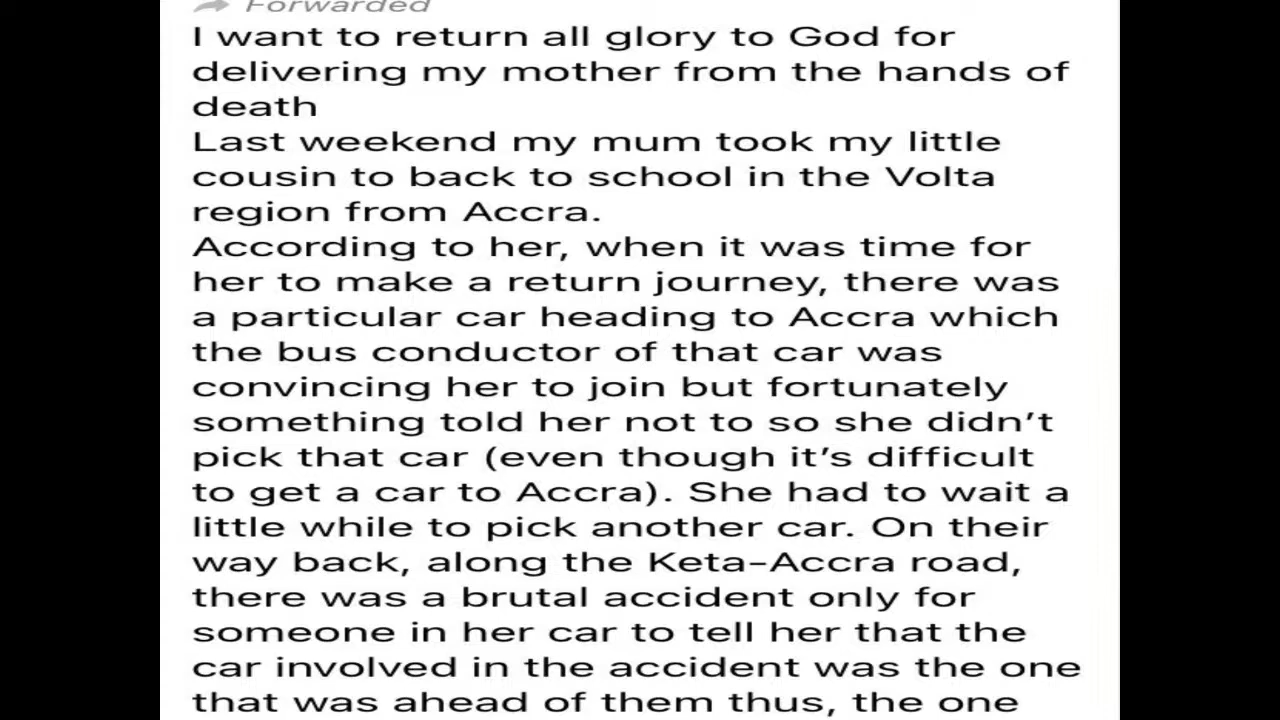 Forwarded
I want to return all glory to God for
delivering my mother from the hands of
death
Last weekend my mum took my little
cousin to back to school in the Volta
region from Accra.
According to her, when it was time for
her to make a return journey, there was
a particular car heading to Accra which
the bus conductor of that car was
convincing her to join but fortunately
something told her not to so she didn’t
pick that car (even though it’s difficult
to get a car to Accra). She had to wait a
little while to pick another car. On their
way back, along the Keta-Accra road,
there was a brutal accident only for
someone in her car to tell her that the
car involved in the accident was the one
that was ahead of them thus, the one